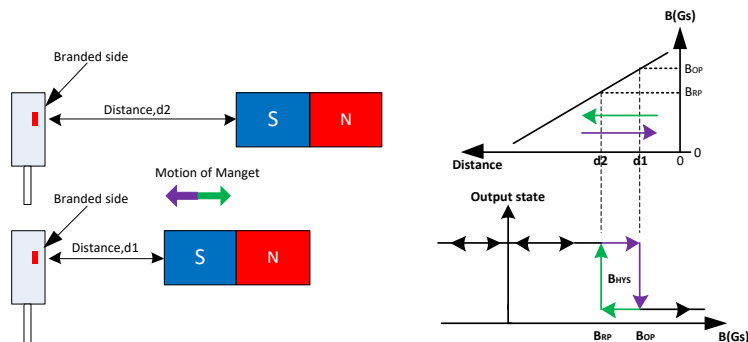 Branded side
Distance,d2
S
N
Motion of Manget
Branded side
Distance,d1
S
N
B(Gs)
BOP
BRP
Distance
d2
d1
0
0
Output state
BHYS
BRP
BOP
B(Gs)